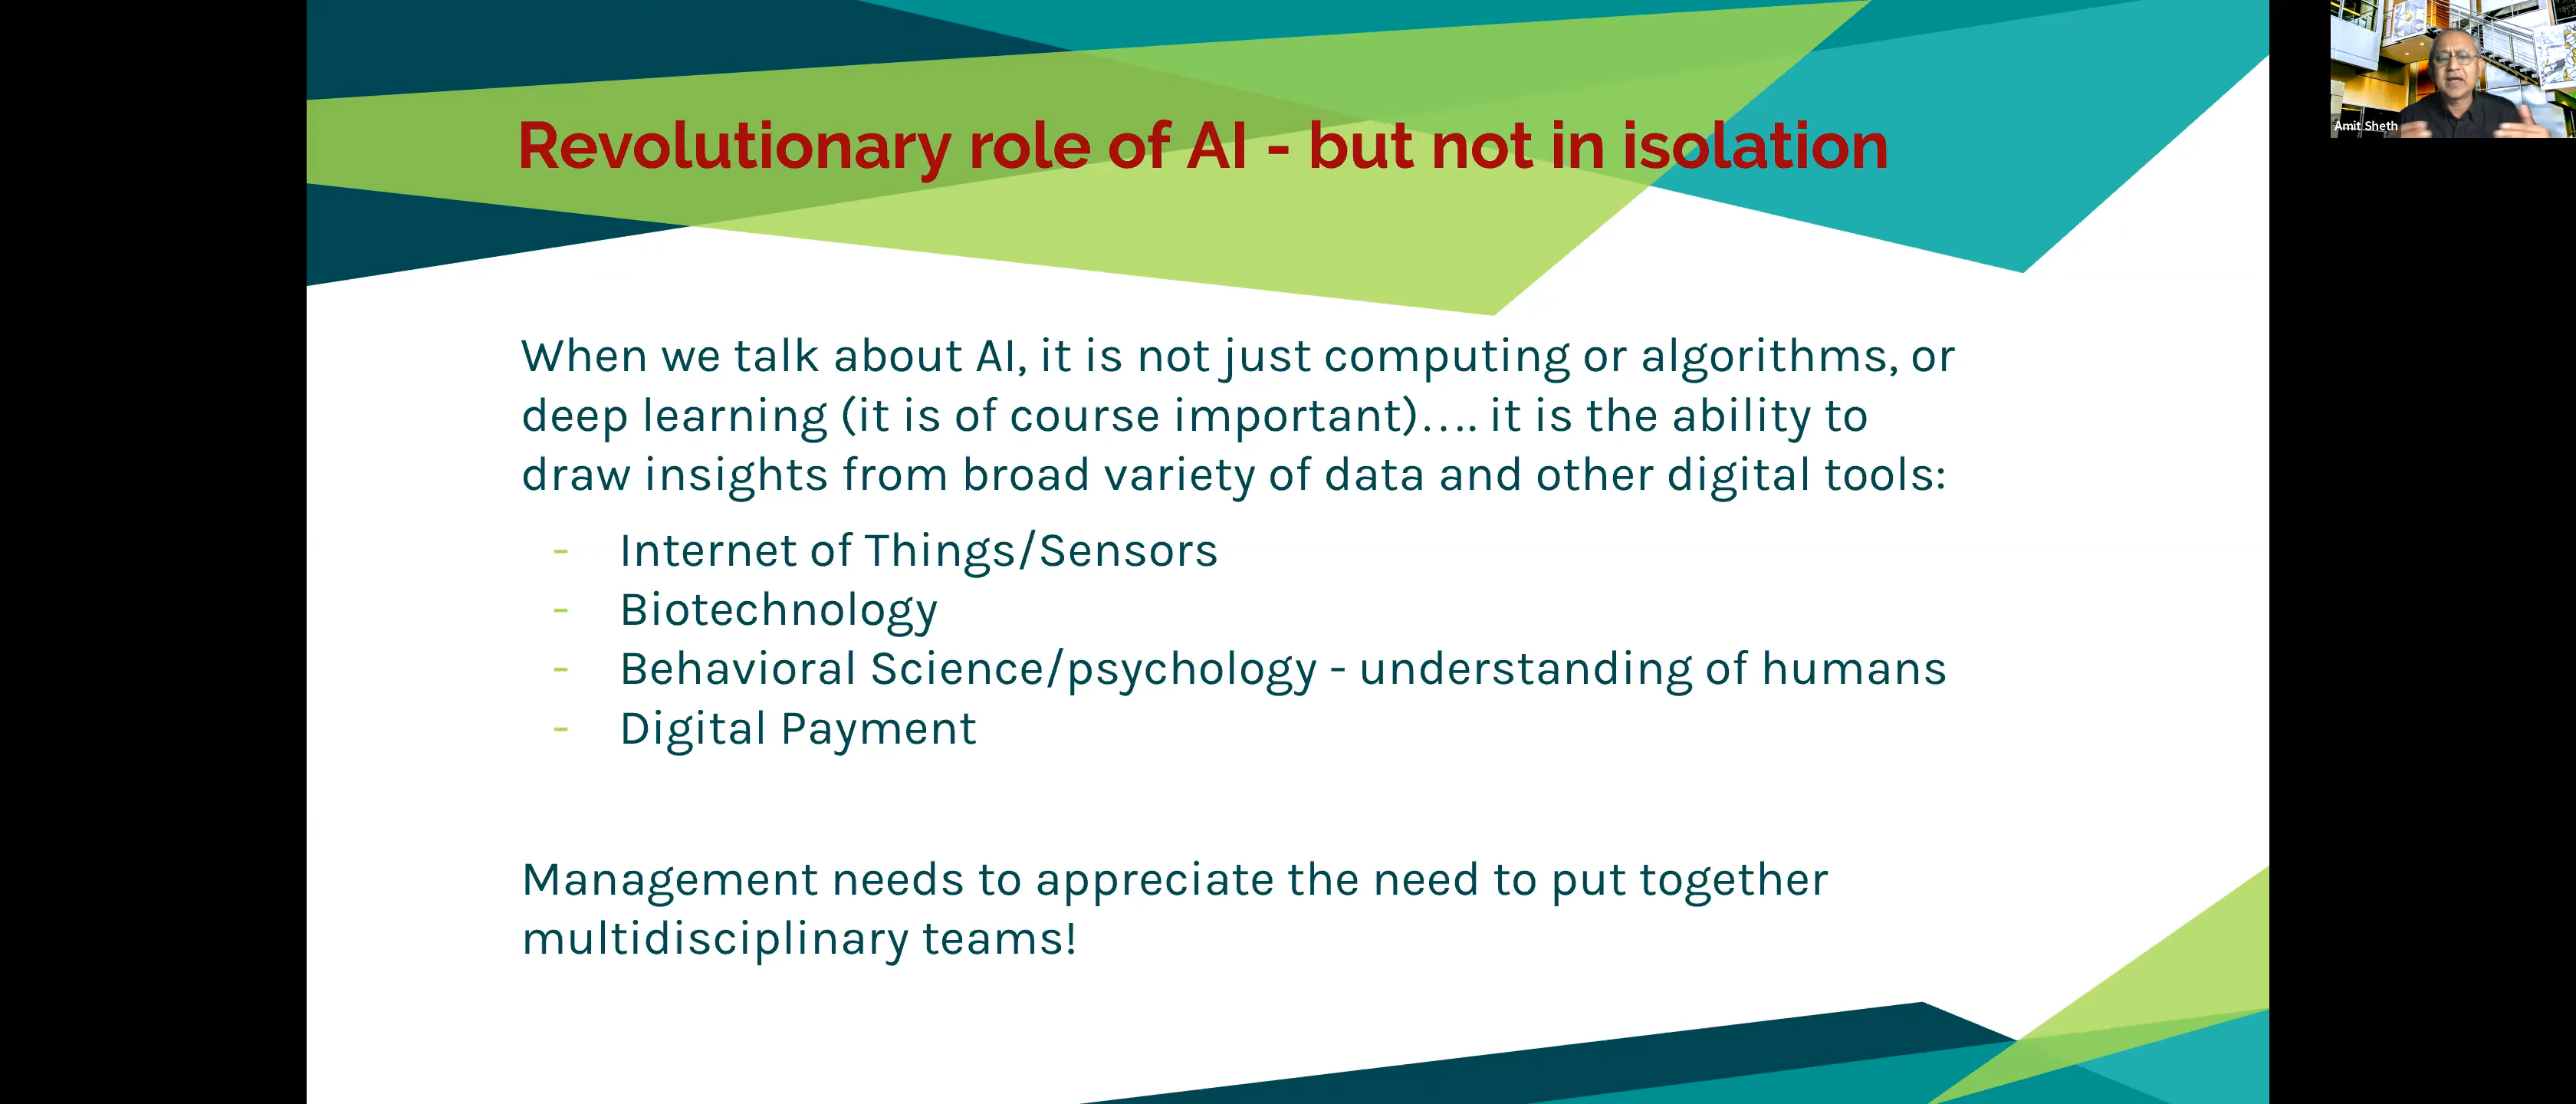 Revolutionary role of AI - but not in isolation
Amit Sheth
When we talk about AI, it is not just computing or algorithms, or
deep learning (it is of course important)…. it is the ability to
draw insights from broad variety of data and other digital tools:
- Internet of Things/Sensors
- Biotechnology
- Behavioral Science/psychology - understanding of humans
- Digital Payment
Management needs to appreciate the need to put together
multidisciplinary teams!